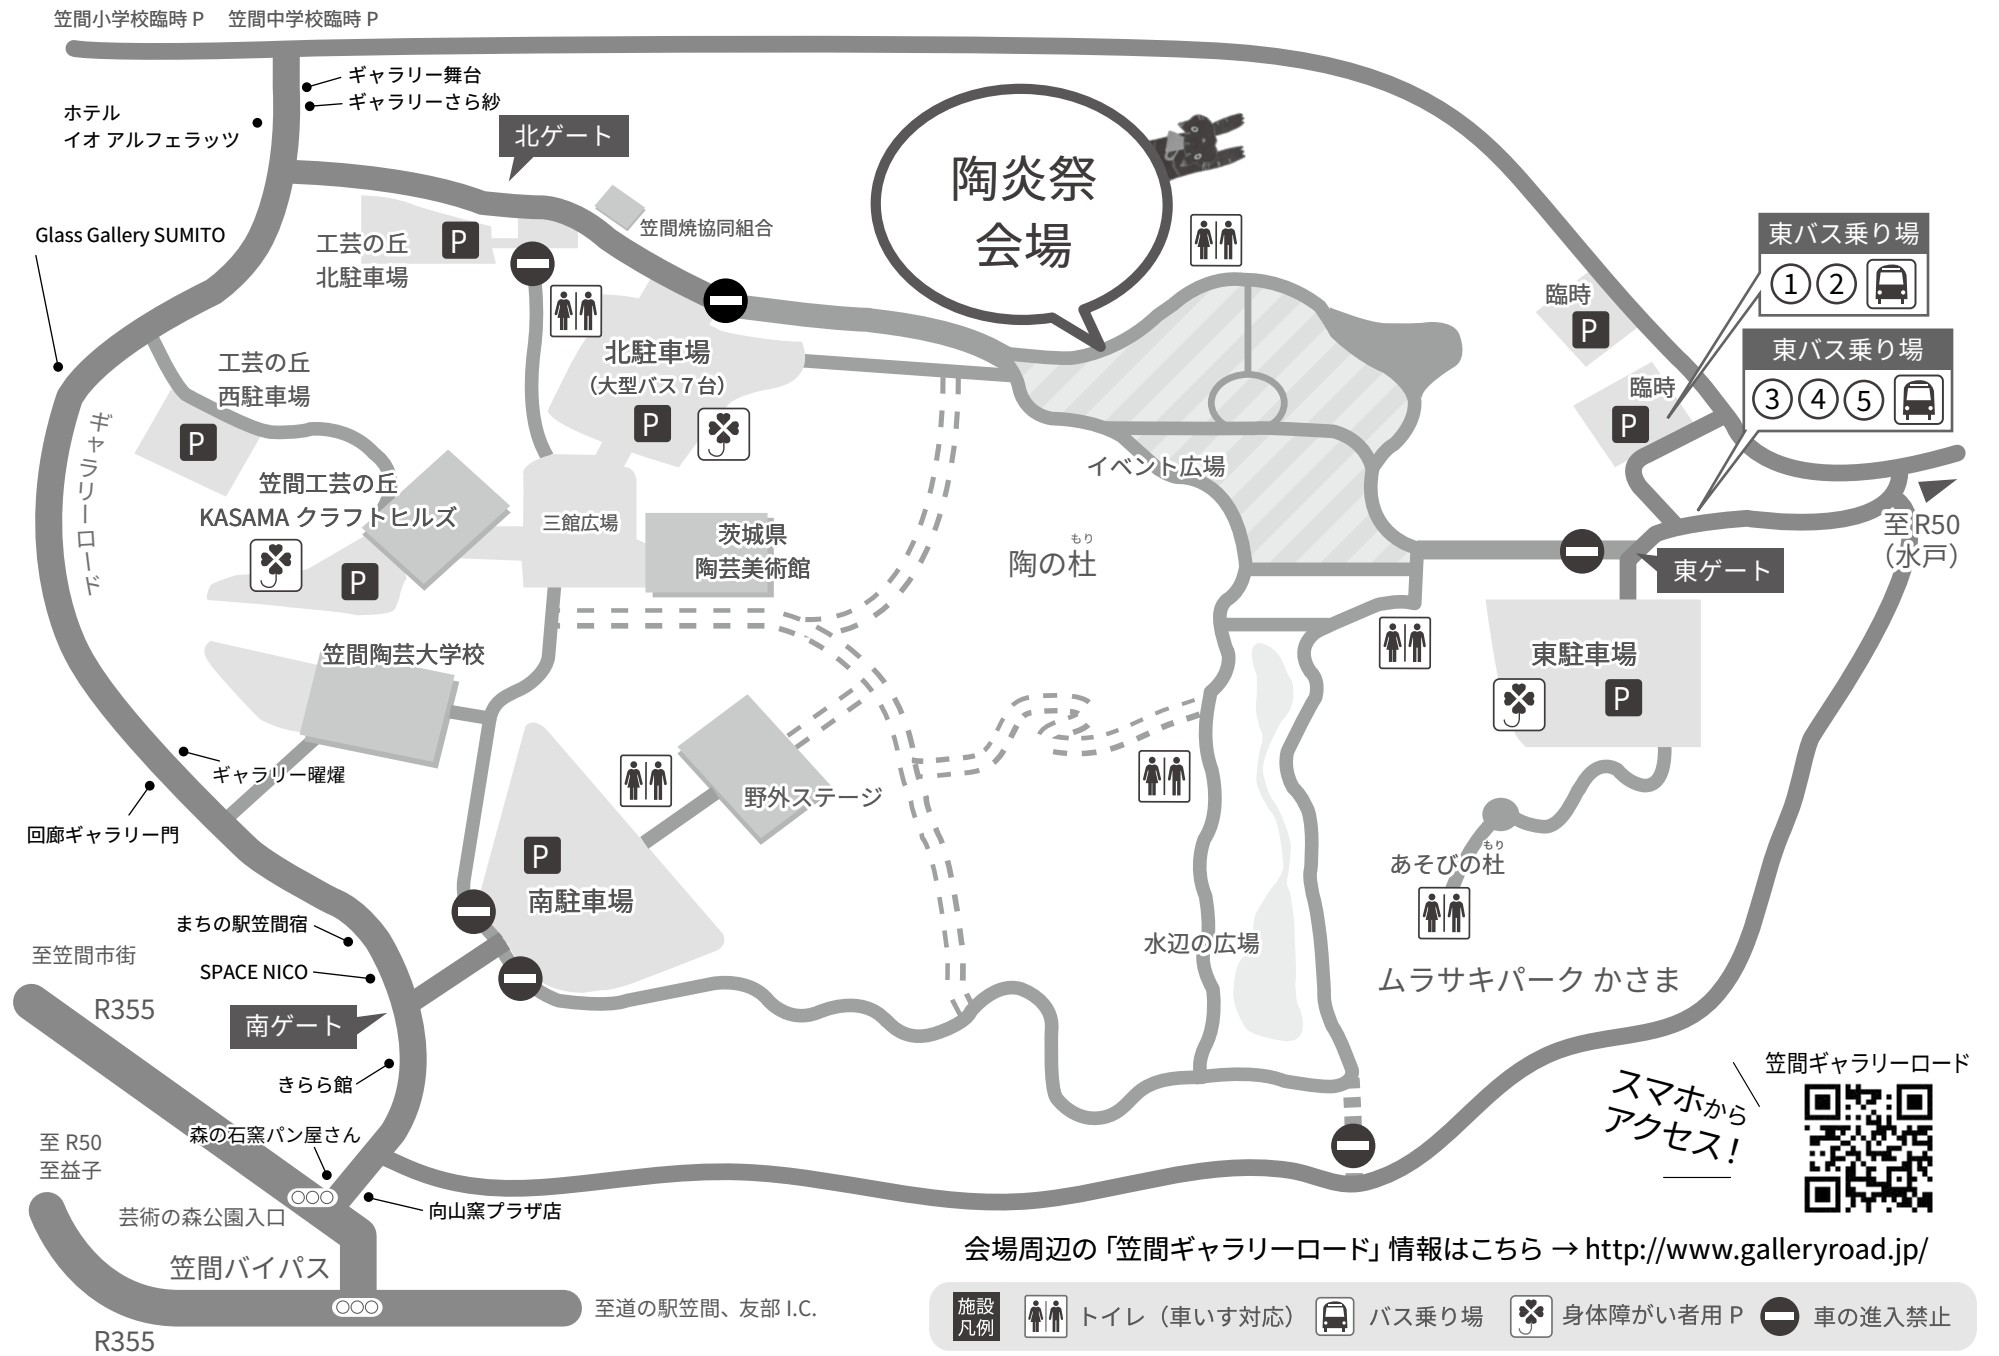 笠間小学校臨時 P
笠間中学校臨時 P
ギャラリー舞台
ギャラリーさら紗
ホテル
イオ アルフェラッツ
北ゲート
陶炎祭
会場
笠間焼協同組合
Glass Gallery SUMITO
工芸の丘
北駐車場
P
東バス乗り場
① ②
臨時
P
東バス乗り場
③ ④ ⑤
臨時
P
北駐車場
（大型バス７台）
P
工芸の丘
西駐車場
P
ギャラリーロード
笠間工芸の丘
KASAMA クラフトヒルズ
P
三館広場
茨城県
陶芸美術館
イベント広場
もり
陶の杜
至 R50
（水戸）
東ゲート
東駐車場
P
笠間陶芸大学校
ギャラリー曜燿
回廊ギャラリー門
野外ステージ
P
南駐車場
もり
あそびの杜
水辺の広場
ムラサキパーク かさま
まちの駅笠間宿
SPACE NICO
至笠間市街
R355
南ゲート
きらら館
森の石窯パン屋さん
至 R50
至益子
芸術の森公園入口
向山窯プラザ店
笠間バイパス
R355
至道の駅笠間、友部 I.C.
スマホから
アクセス！
笠間ギャラリーロード
会場周辺の「笠間ギャラリーロード」情報はこちら → http://www.galleryroad.jp/
施設
凡例
トイレ（車いす対応）
バス乗り場
身体障がい者用 P
車の進入禁止